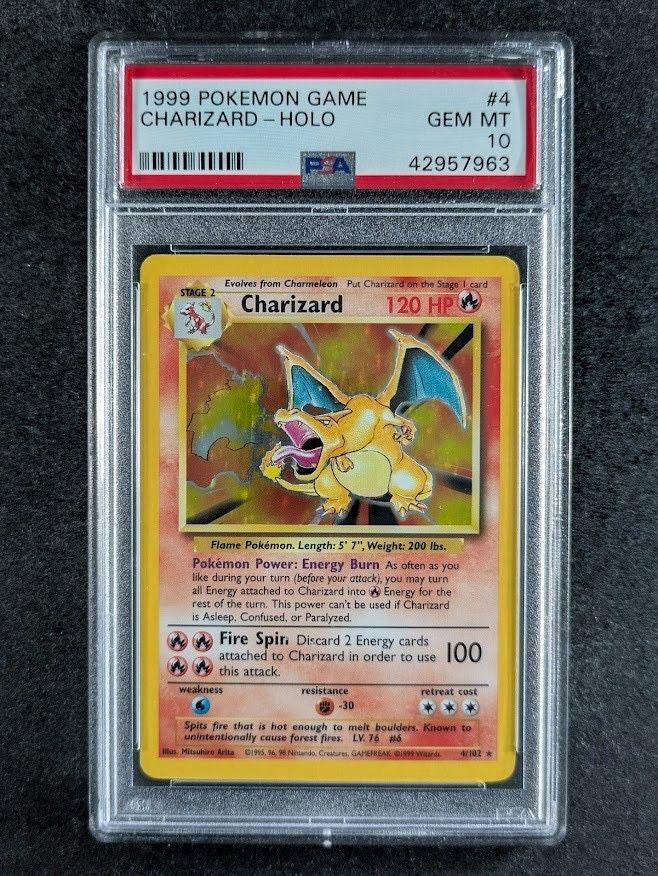 1999 POKEMON GAME #4
CHARIZARD – HOLO GEM MT
10
PSA 42957963
Evolves from Charmeleon Put Charizard on the Stage 1 card
STAGE 2
Charizard 120 HP
Flame Pokémon. Length: 5' 7", Weight: 200 lbs.
Pokémon Power: Energy Burn As often as you
like during your turn (before your attack), you may turn
all Energy attached to Charizard into Energy for the
rest of the turn. This power can't be used if Charizard
is Asleep, Confused, or Paralyzed.
Fire Spin Discard 2 Energy cards
attached to Charizard in order to use 100
this attack.
weakness resistance retreat cost
-30
Spits fire that is hot enough to melt boulders. Known to
unintentionally cause forest fires. LV. 76 #6
Illus. Mitsuhiro Arita ©1995, 96, 98 Nintendo, Creatures, GAMEFREAK. ©1999 Wizards. 4/102 ★